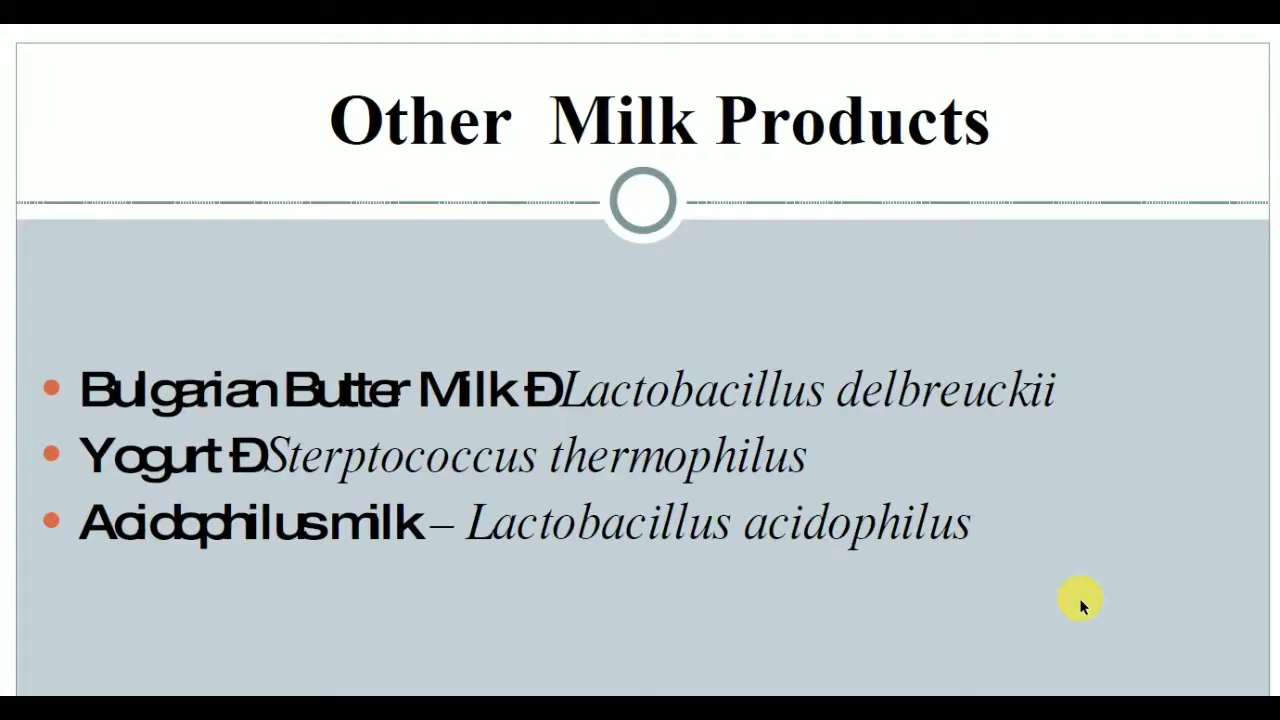 Other Milk Products
• Bulgarian Butter Milk Ð Lactobacillus delbreuckii
• Yogurt Ð Sterptococcus thermophilus
• Acidophilus milk – Lactobacillus acidophilus